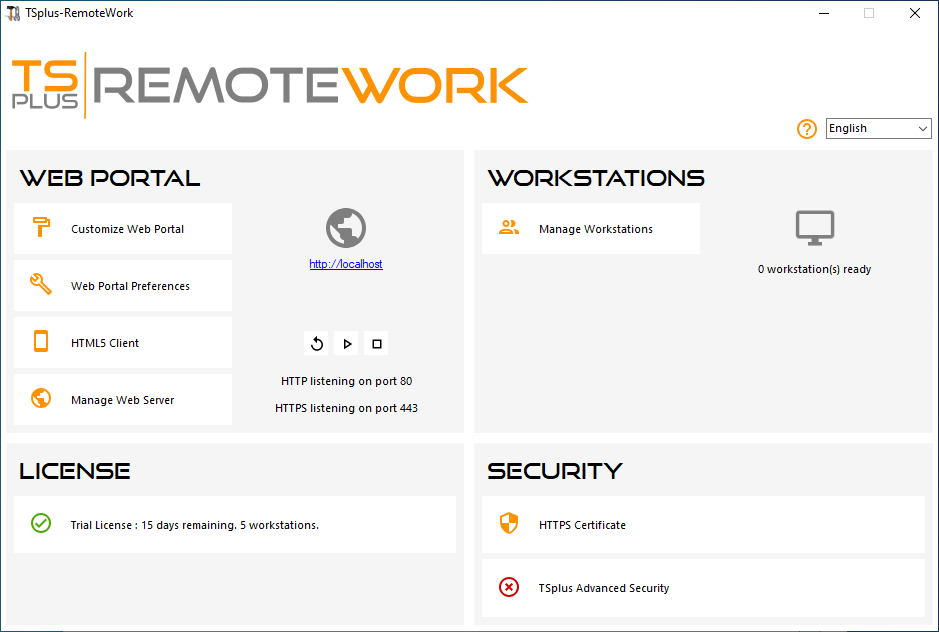 TSplus-RemoteWork
TS PLUS REMOTEWORK
English
WEB PORTAL
Customize Web Portal
Web Portal Preferences
HTML5 Client
Manage Web Server
http://localhost
HTTP listening on port 80
HTTPS listening on port 443
WORKSTATIONS
Manage Workstations
0 workstation(s) ready
LICENSE
Trial License : 15 days remaining. 5 workstations.
SECURITY
HTTPS Certificate
TSplus Advanced Security